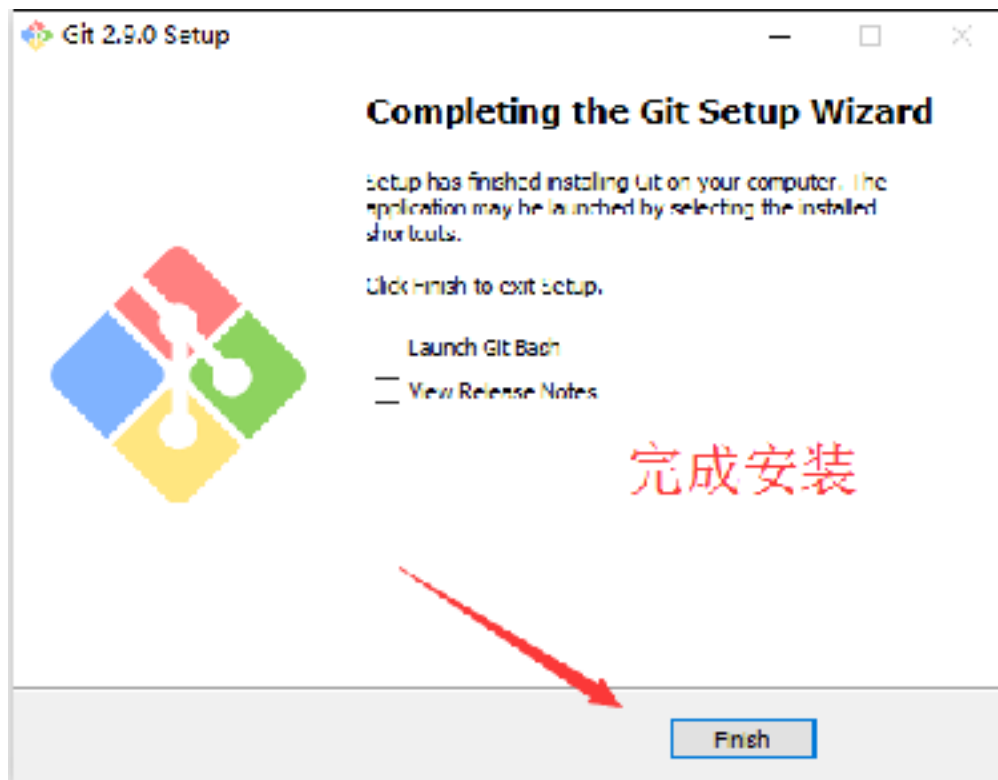 Git 2.9.0 Setup
Completing the Git Setup Wizard
Setup has finished installing Git on your computer. The
application may be launched by selecting the installed
shortcuts.
Click Finish to exit Setup.
Launch Git Bash
View Release Notes
完成安装
Finish